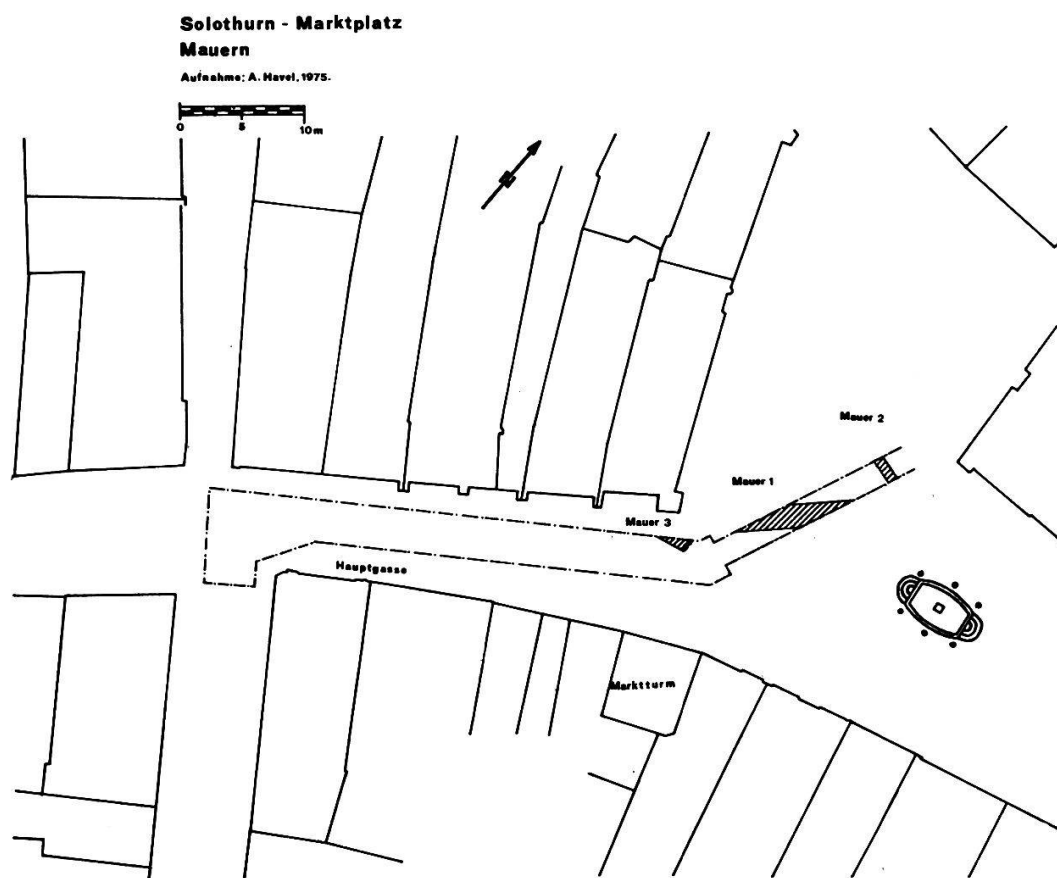 Solothurn - Marktplatz
Mauern
Aufnahme: A. Havel, 1975.
0 5 10m
Mauer 2
Mauer 1
Mauer 3
Hauptgasse
Marktturm